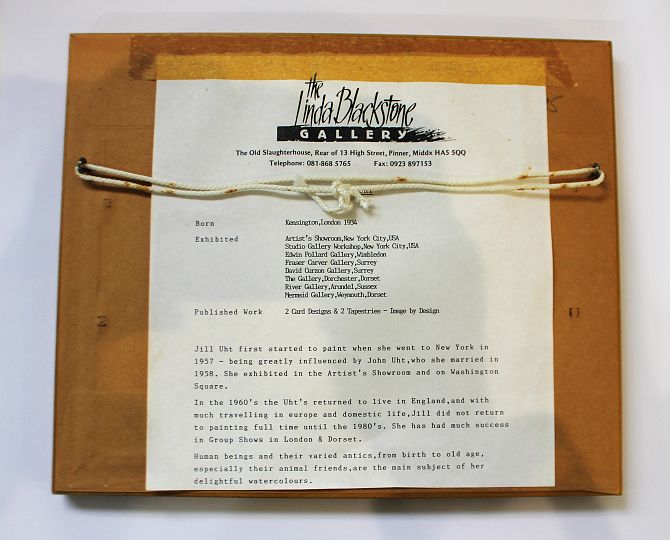 the
Linda Blackstone
GALLERY
The Old Slaughterhouse, Rear of 13 High Street, Pinner, Middx HA5 5QQ
Telephone: 081-868 5765 Fax: 0923 897153
Born Kensington,London 1934
Exhibited Artist's Showroom,New York City,USA
Studio Gallery Workshop,New York City,USA
Edwin Pollard Gallery,Wimbledon
Fraser Carver Gallery,Surrey
David Curzon Gallery,Surrey
The Gallery,Dorchester,Dorset
River Gallery,Arundel,Sussex
Mermaid Gallery,Weymouth,Dorset
Published Work 2 Card Designs & 2 Tapestries - Image by Design
Jill Uht first started to paint when she went to New York in
1957 - being greatly influenced by John Uht,who she married in
1958. She exhibited in the Artist's Showroom and on Washington
Square.
In the 1960's the Uht's returned to live in England,and with
much travelling in europe and domestic life,Jill did not return
to painting full time until the 1980's. She has had much success
in Group Shows in London & Dorset.
Human beings and their varied antics,from birth to old age,
especially their animal friends,are the main subject of her
delightful watercolours.